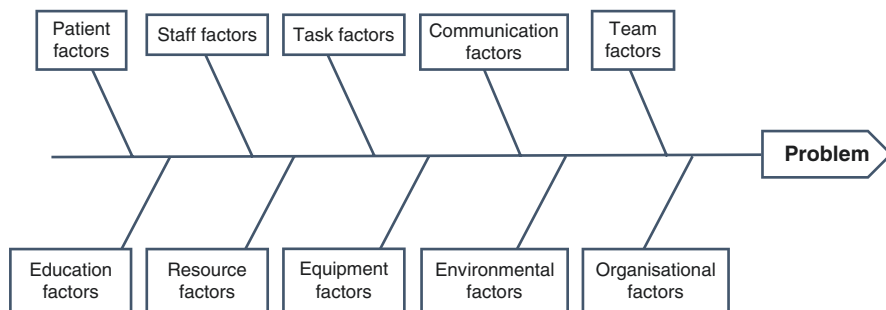 Patient
factors
Staff factors
Task factors
Communication
factors
Team
factors
Problem
Education
factors
Resource
factors
Equipment
factors
Environmental
factors
Organisational
factors